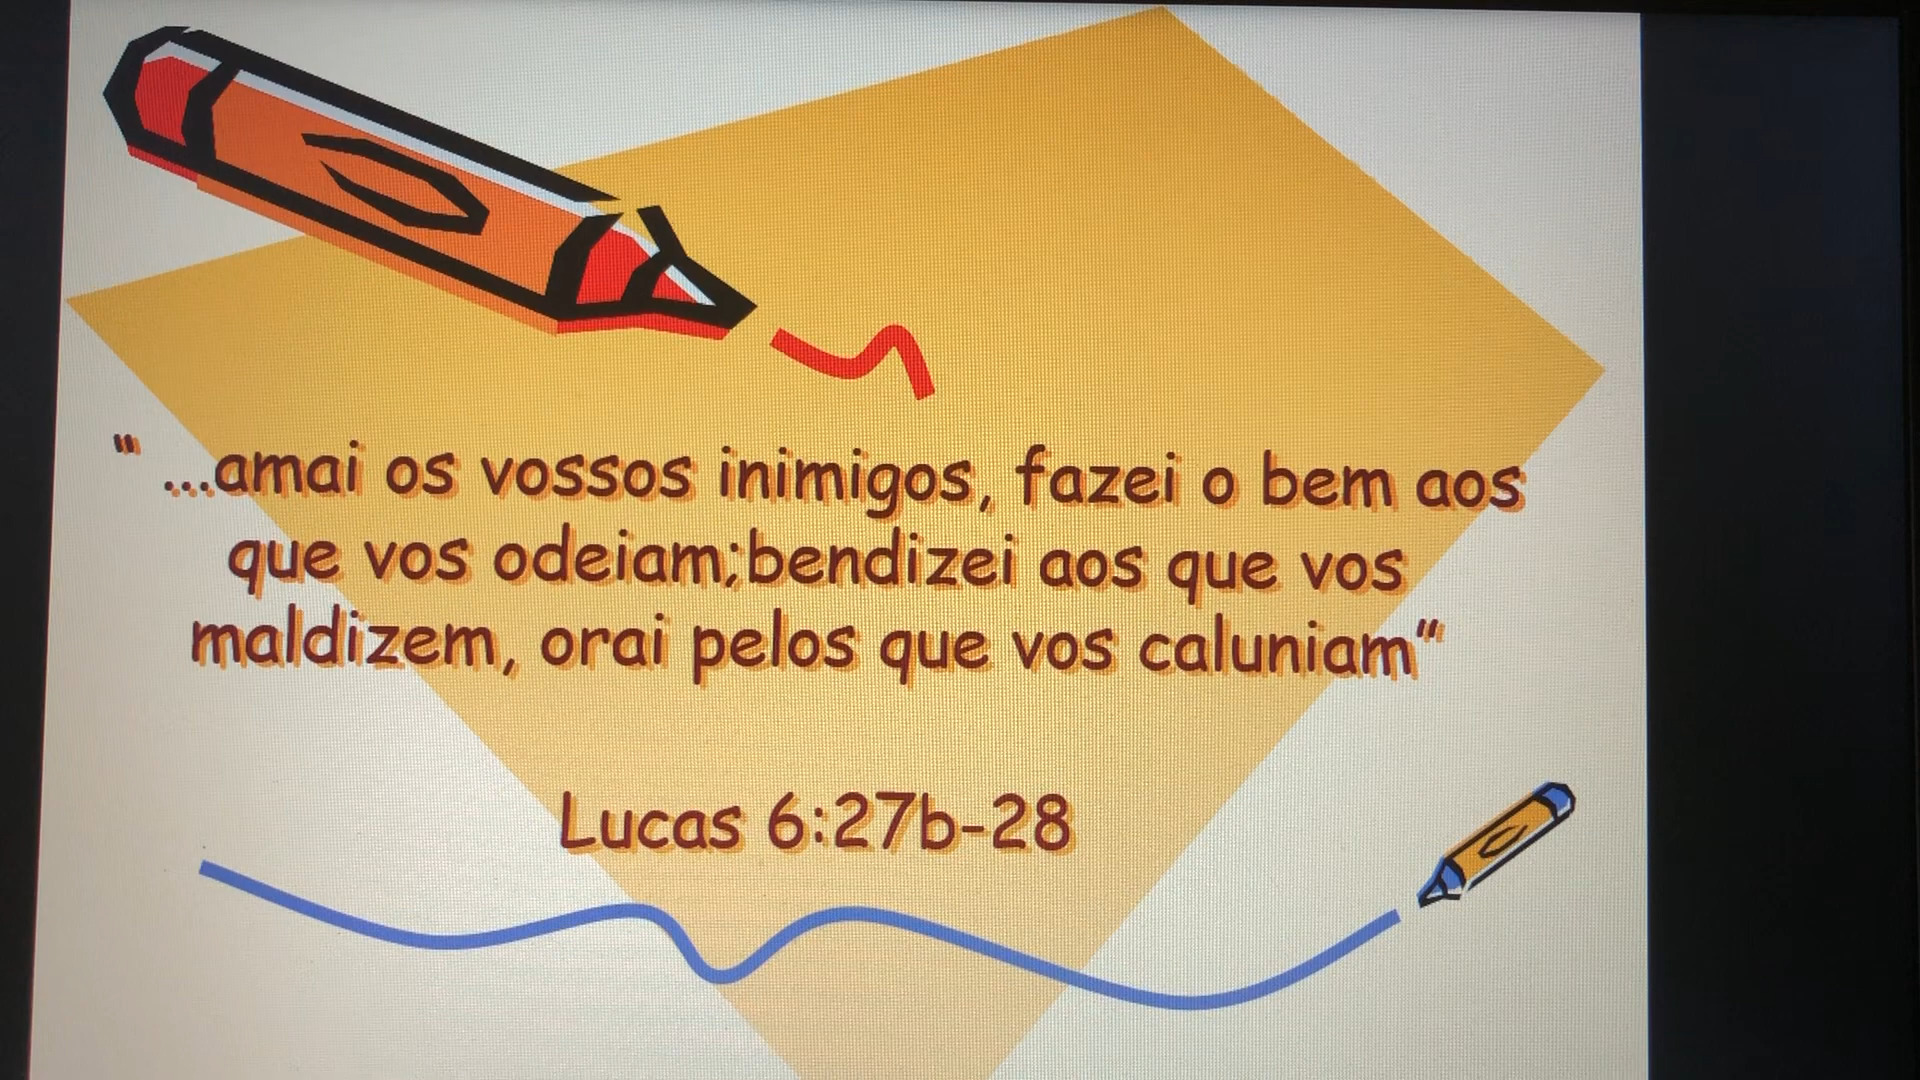 " ...amai os vossos inimigos, fazei o bem aos
que vos odeiam;bendizei aos que vos
maldizem, orai pelos que vos caluniam"
Lucas 6:27b-28